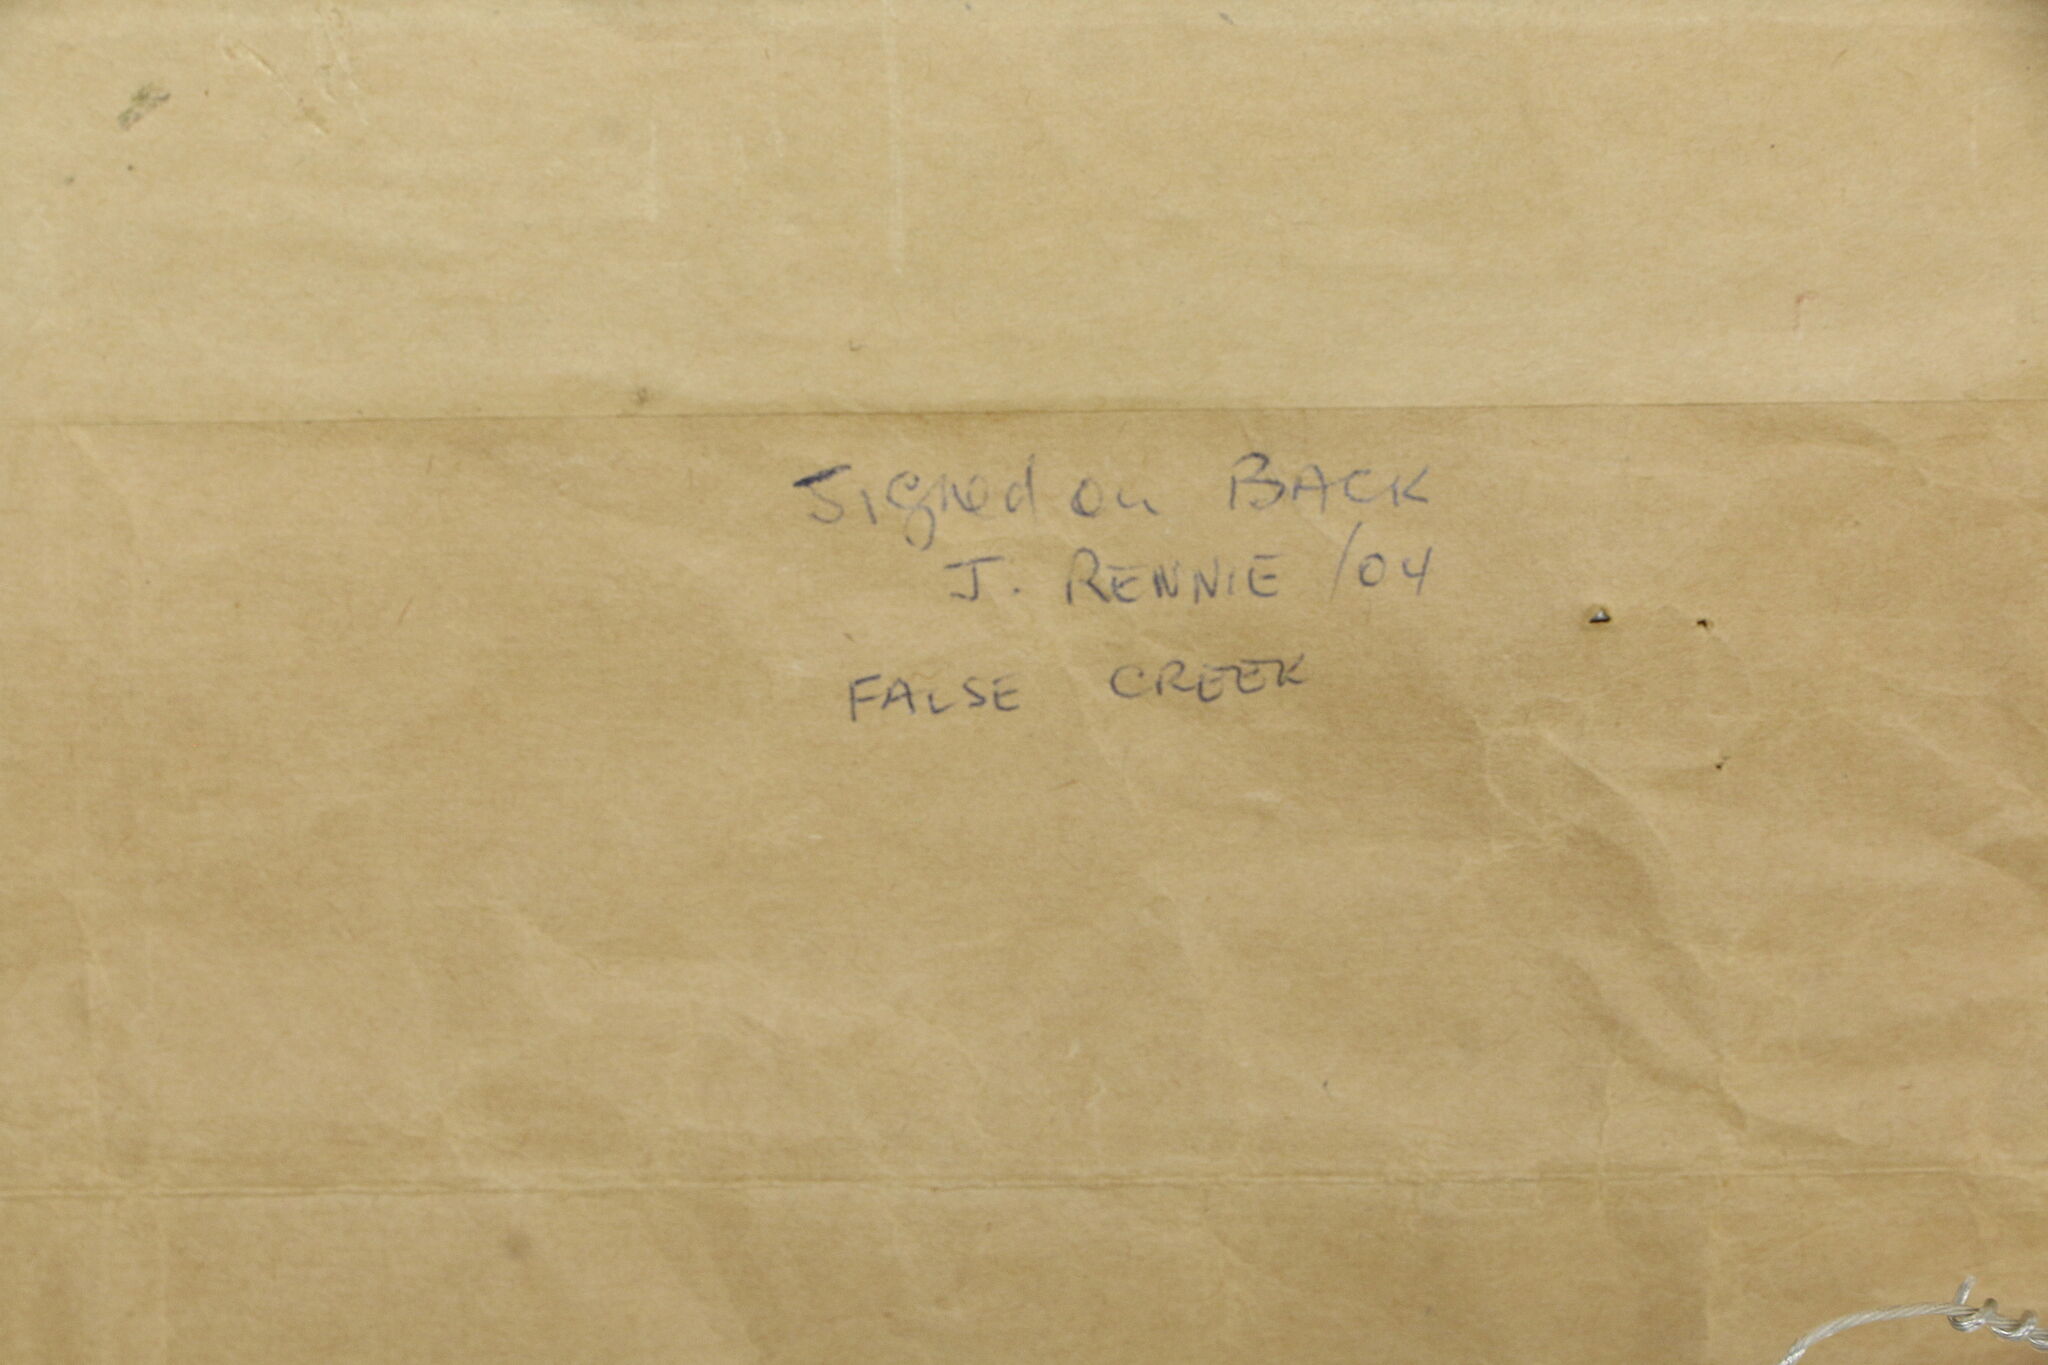 Signed on BACK
J. RENNIE /04
FALSE CREEK